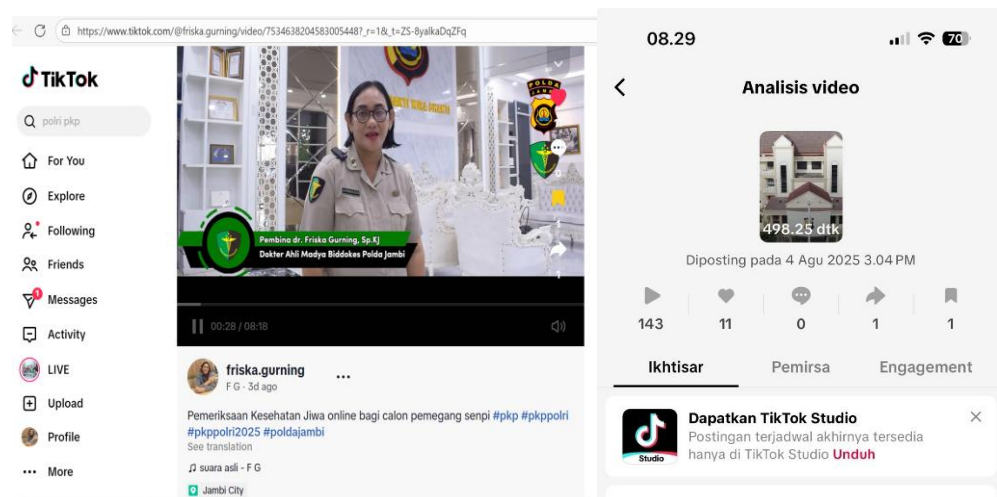 https://www.tiktok.com/@friska.gurning/video/7534638204583005448?_r=1&_t=ZS-8yalkaDqZFq
TikTok
polri pkp
For You
Explore
Following
Friends
1
Messages
Activity
LIVE
Upload
Profile
More
POLDA
JAMBI
Pembina dr. Friska Gurning, Sp.KJ
Dokter Ahli Madya Biddokes Polda Jambi
1
1
00:28 / 08:18
friska.gurning
F G · 3d ago
Pemeriksaan Kesehatan Jiwa online bagi calon pemegang senpi #pkp #pkppolri
#pkppolri2025 #poldajambi
See translation
suara asli - F G
Jambi City
08.29
70
Analisis video
498.25 dtk
Diposting pada 4 Agu 2025 3.04 PM
143
11
0
1
1
Ikhtisar
Pemirsa
Engagement
Dapatkan TikTok Studio
Postingan terjadwal akhirnya tersedia
hanya di TikTok Studio Unduh
Studio